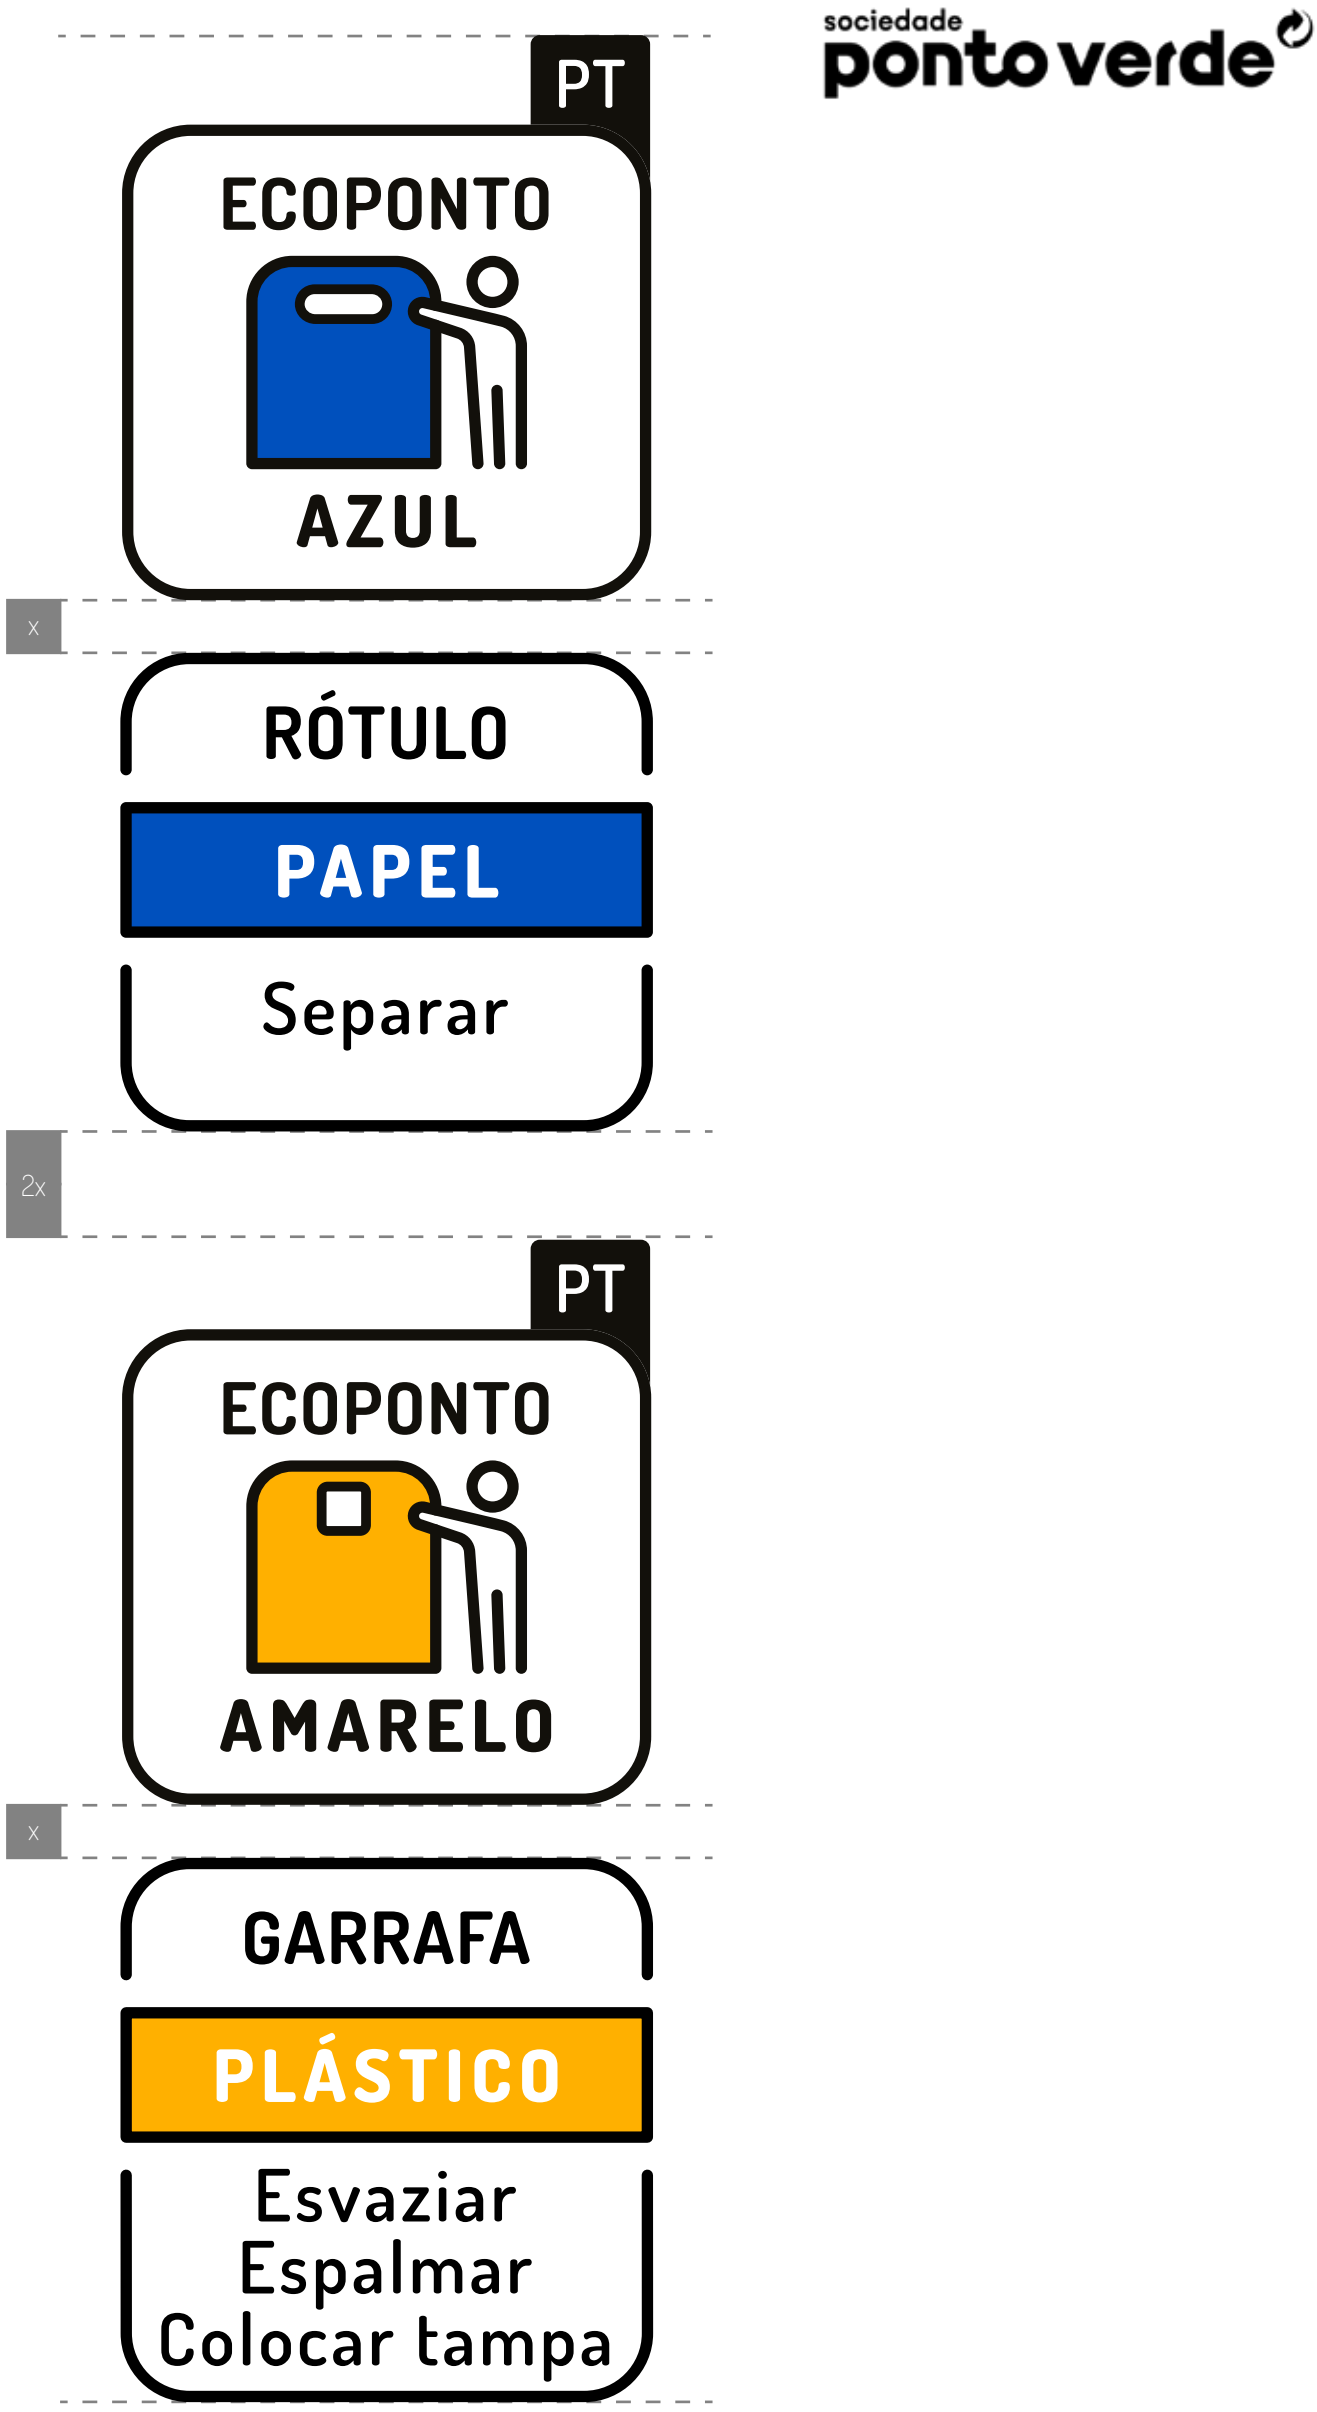 sociedade
ponto verde
PT
ECOPONTO
AZUL
x
RÓTULO
PAPEL
Separar
2x
PT
ECOPONTO
AMARELO
x
GARRAFA
PLÁSTICO
Esvaziar
Espalmar
Colocar tampa